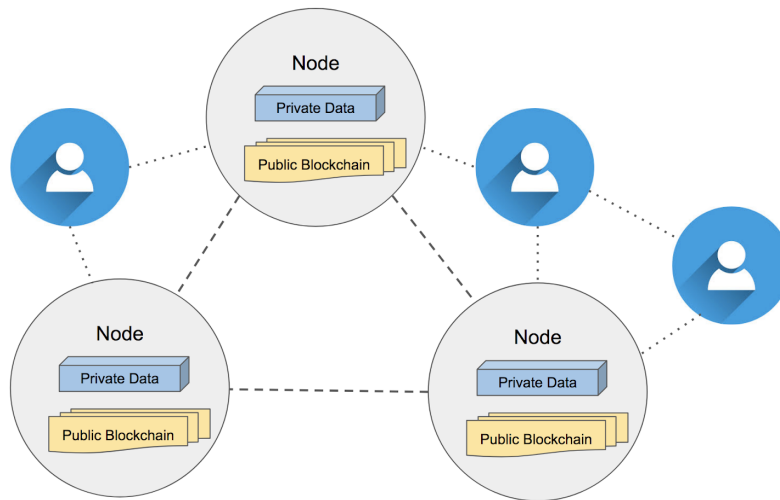 Node
Private Data
Public Blockchain
Node
Private Data
Public Blockchain
Node
Private Data
Public Blockchain